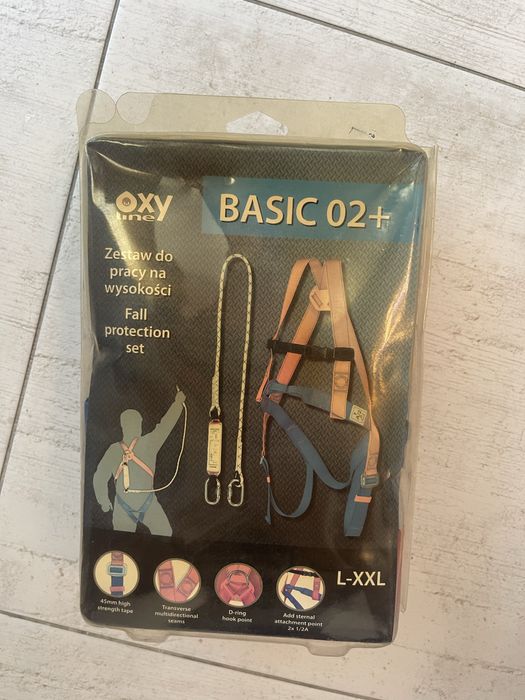 oxy
line
BASIC 02+
Zestaw do
pracy na
wysokości
Fall
protection
set
L-XXL
45mm high
strength tape
Transverse
multidirectional
seams
D-ring
hook point
Add sternal
attachment point
2x 1/2A